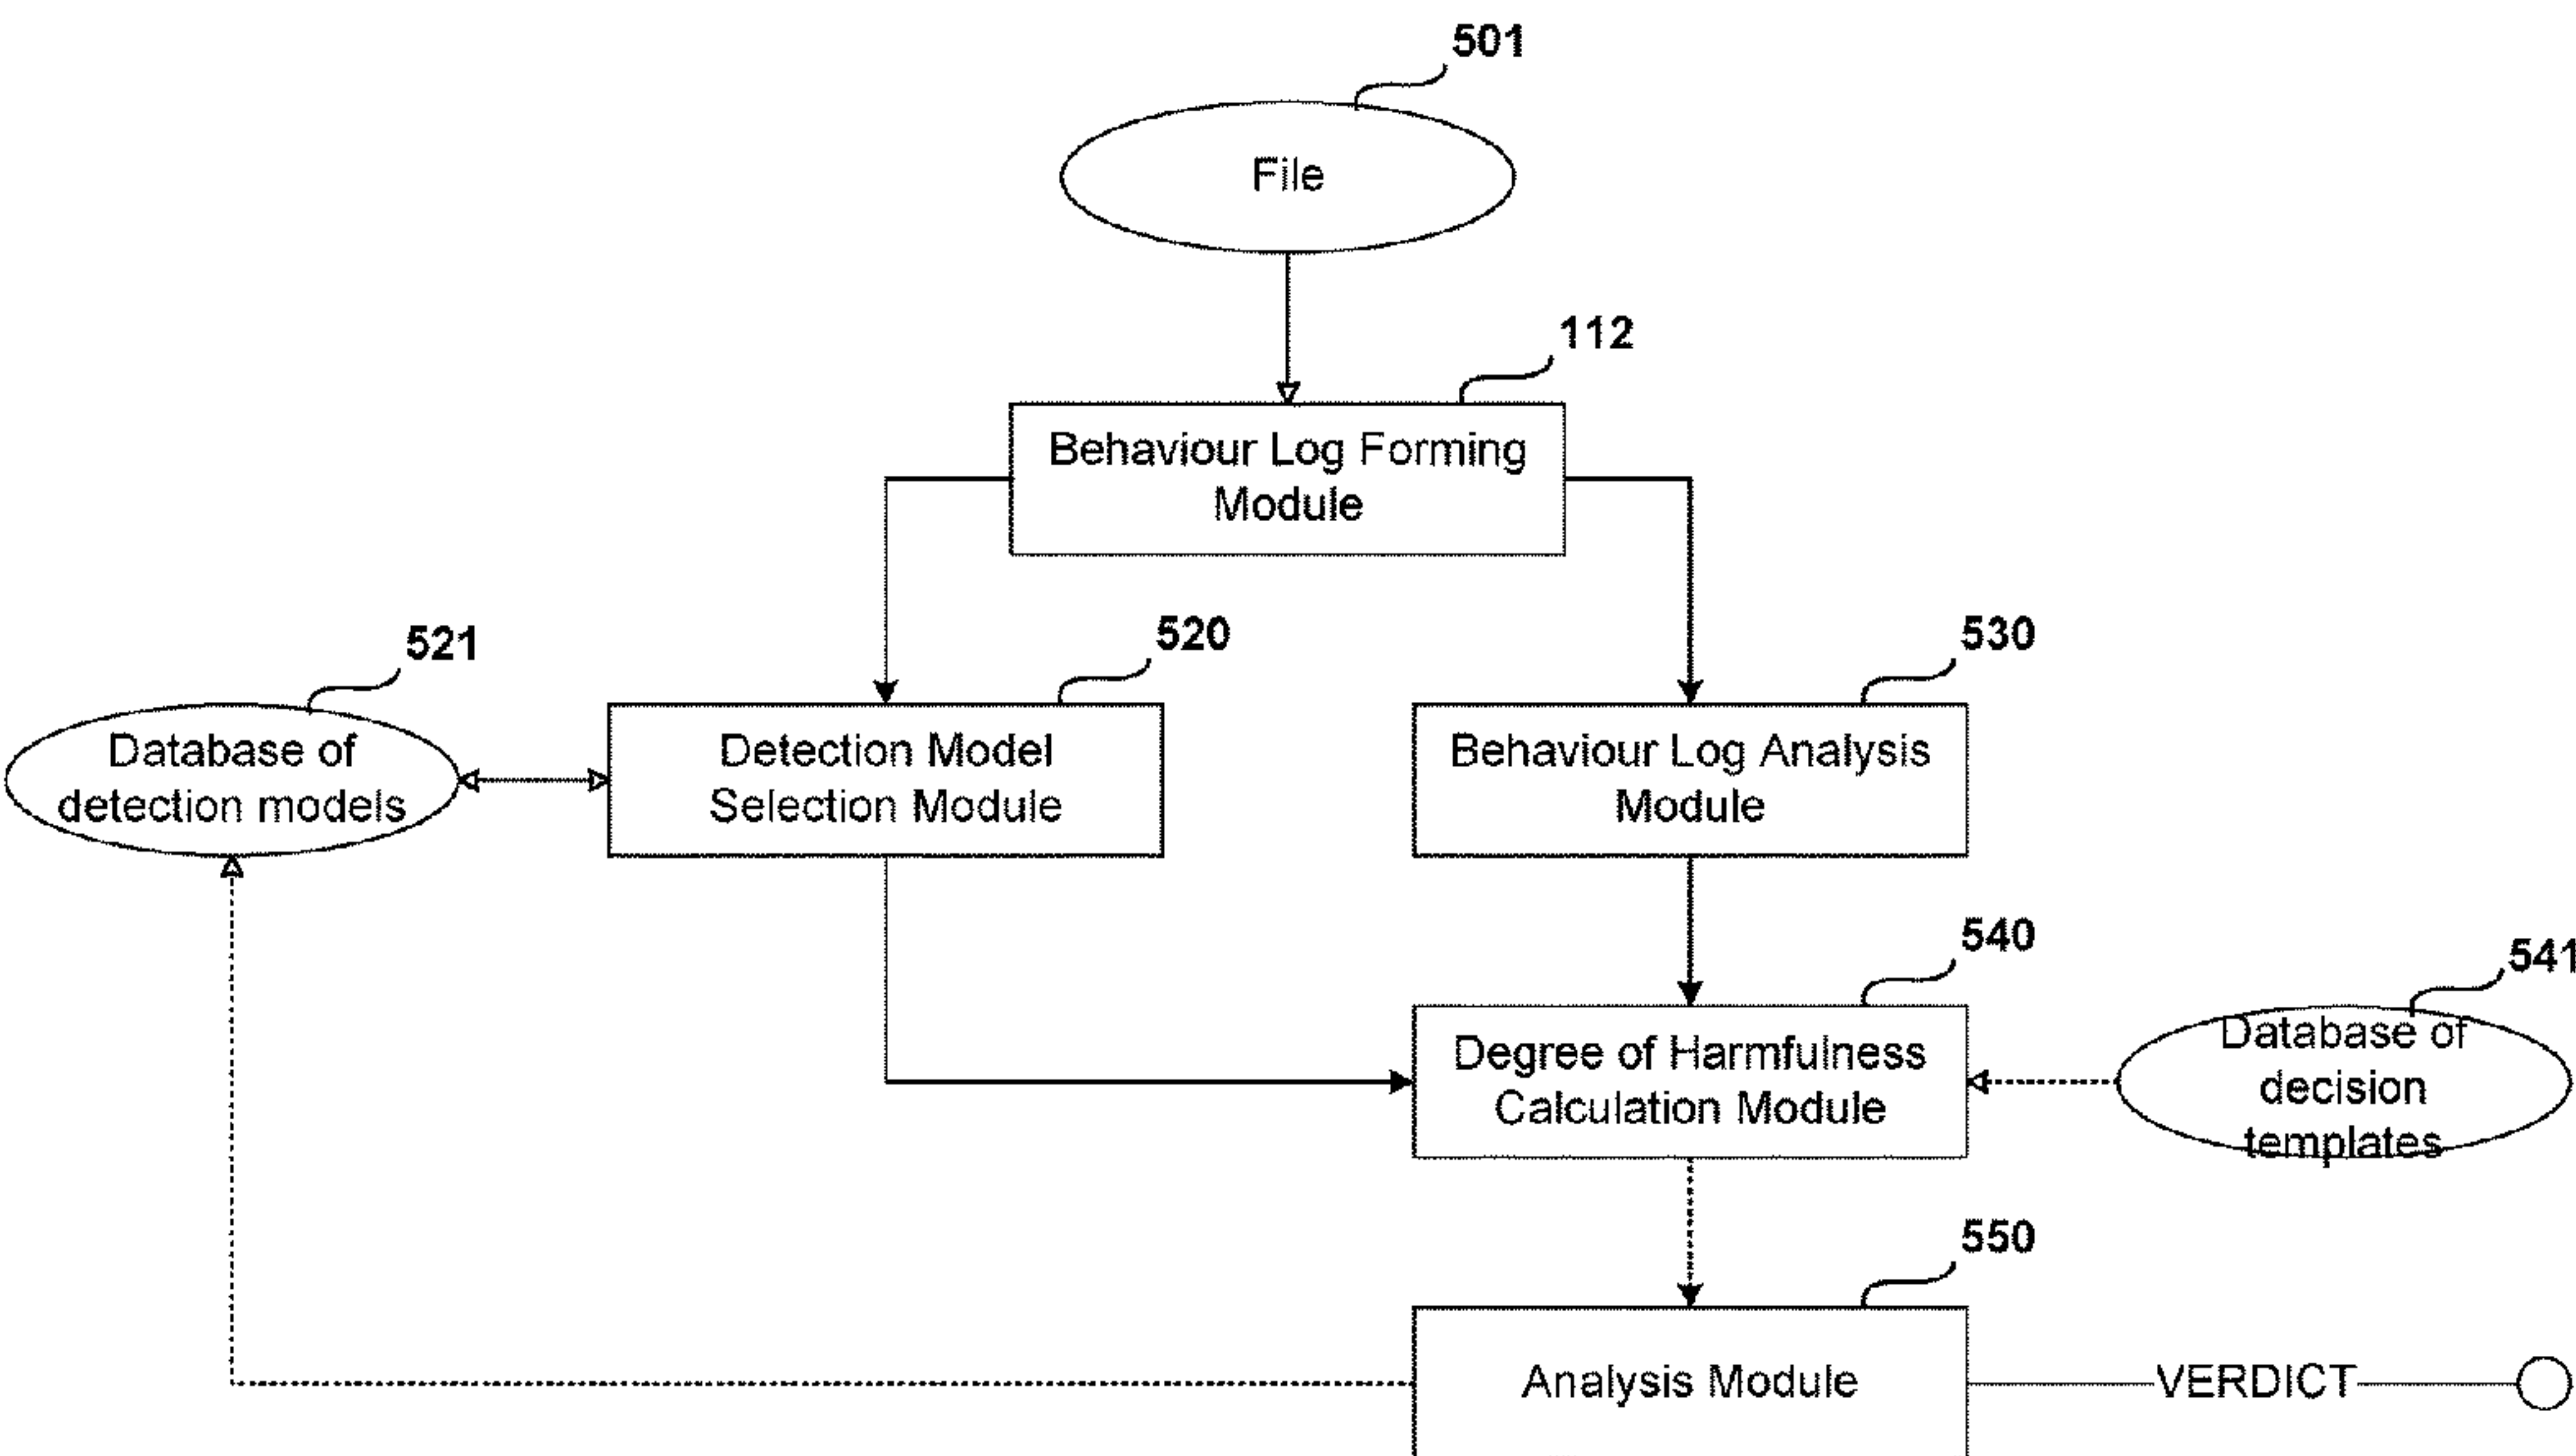 501
File
112
Behaviour Log Forming
Module
521
520
530
Database of
detection models
Detection Model
Selection Module
Behaviour Log Analysis
Module
540
541
Degree of Harmfulness
Calculation Module
Database of
decision
templates
550
Analysis Module
VERDICT